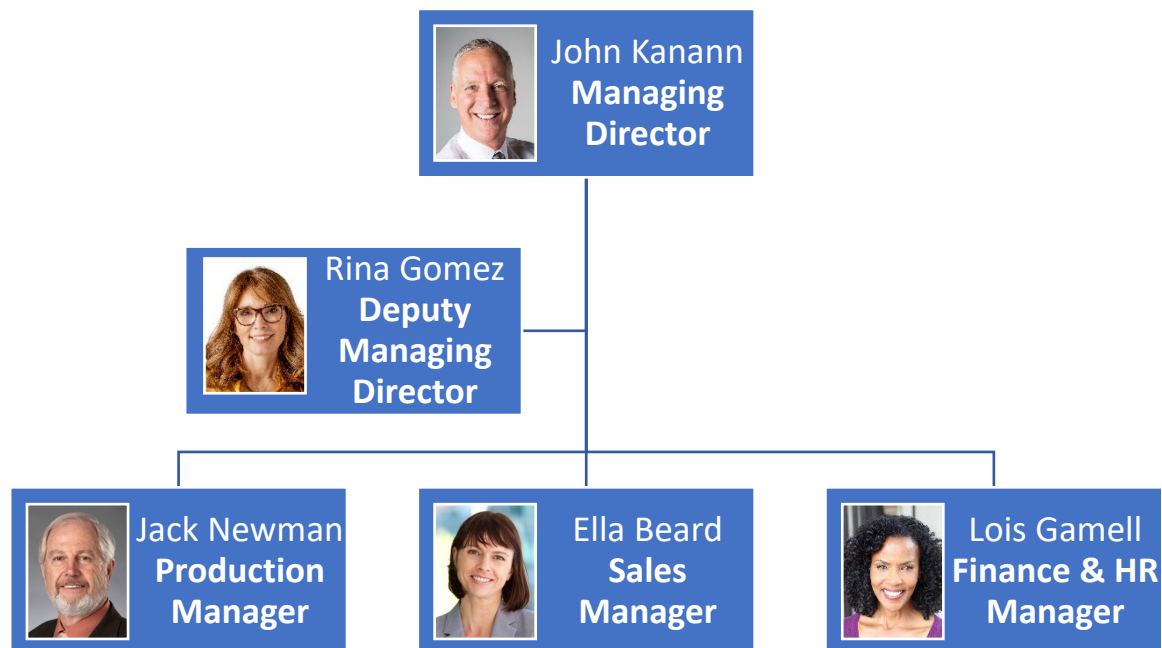 John Kanann
Managing
Director
Rina Gomez
Deputy
Managing
Director
Jack Newman
Production
Manager
Ella Beard
Sales
Manager
Lois Gamell
Finance & HR
Manager